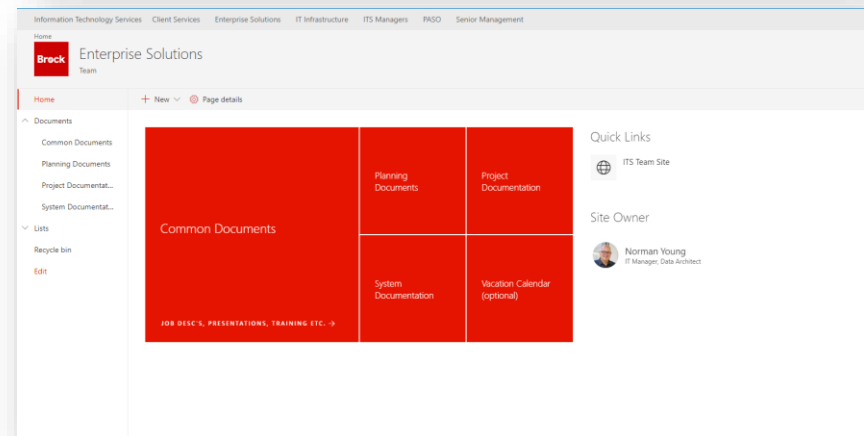 Information Technology Services Client Services Enterprise Solutions IT Infrastructure ITS Managers PASO Senior Management
Home
Brock
Enterprise Solutions
Team
Home
New
Page details
Documents
Common Documents
Planning Documents
Project Documentat...
System Documentat...
Lists
Recycle bin
Edit
Common Documents
JOB DESC'S, PRESENTATIONS, TRAINING ETC. →
Planning
Documents
Project
Documentation
System
Documentation
Vacation Calendar
(optional)
Quick Links
ITS Team Site
Site Owner
Norman Young
IT Manager, Data Architect